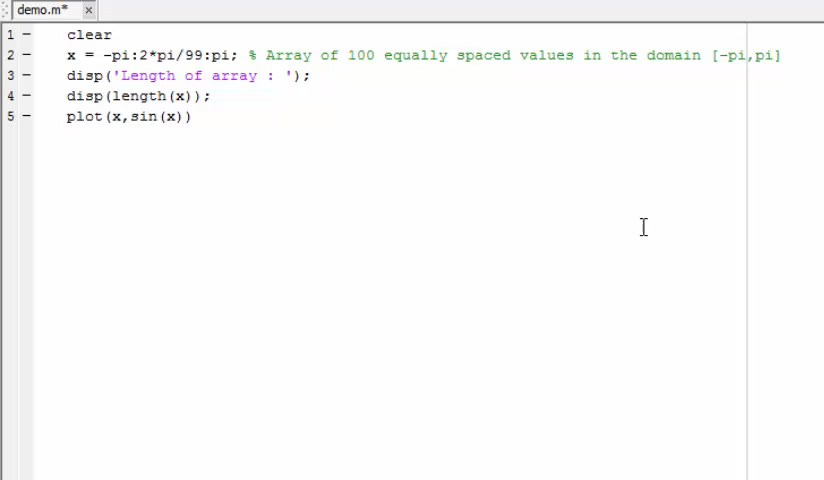 demo.m* ×
1 – clear
2 – x = -pi:2*pi/99:pi; % Array of 100 equally spaced values in the domain [-pi,pi]
3 – disp('Length of array : ');
4 – disp(length(x));
5 – plot(x,sin(x))